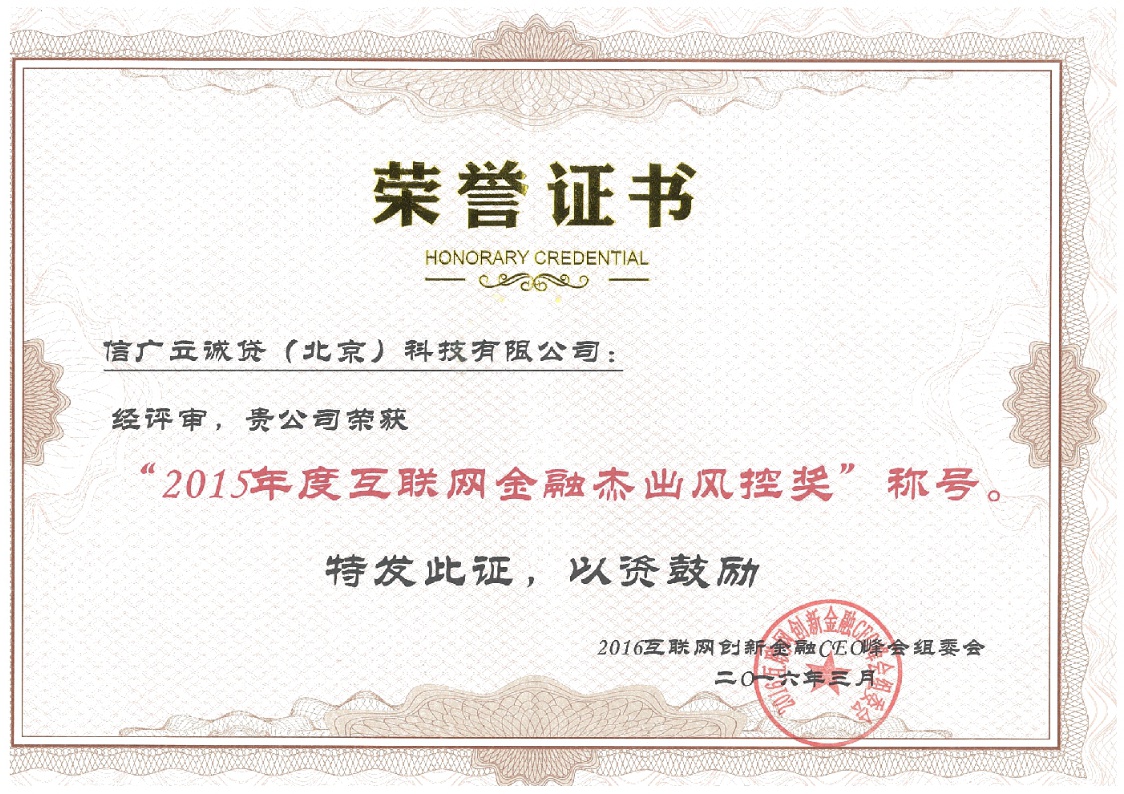 荣誉证书
HONORARY CREDENTIAL
信广立诚贷（北京）科技有限公司：
经评审，贵公司荣获
“2015年度互联网金融杰出风控奖”称号。
特发此证，以资鼓励
2016互联网创新金融CEO峰会组委会
二〇一六年三月
2016互联网创新金融CEO峰会组委会